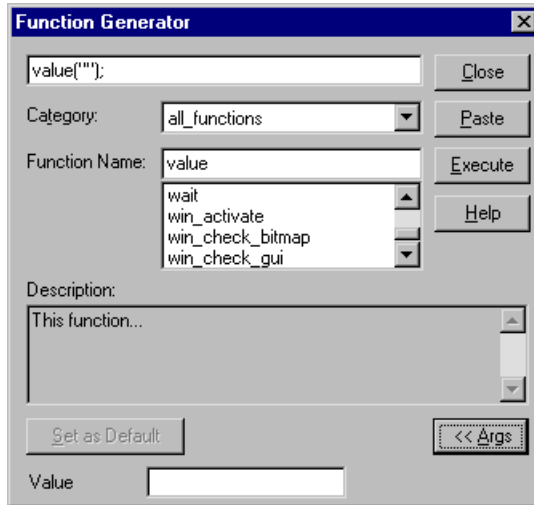 Function Generator
value("");
Close
Category:
all_functions
Paste
Function Name:
value
Execute
wait
win_activate
win_check_bitmap
win_check_gui
Help
Description:
This function...
Set as Default
<< Args
Value